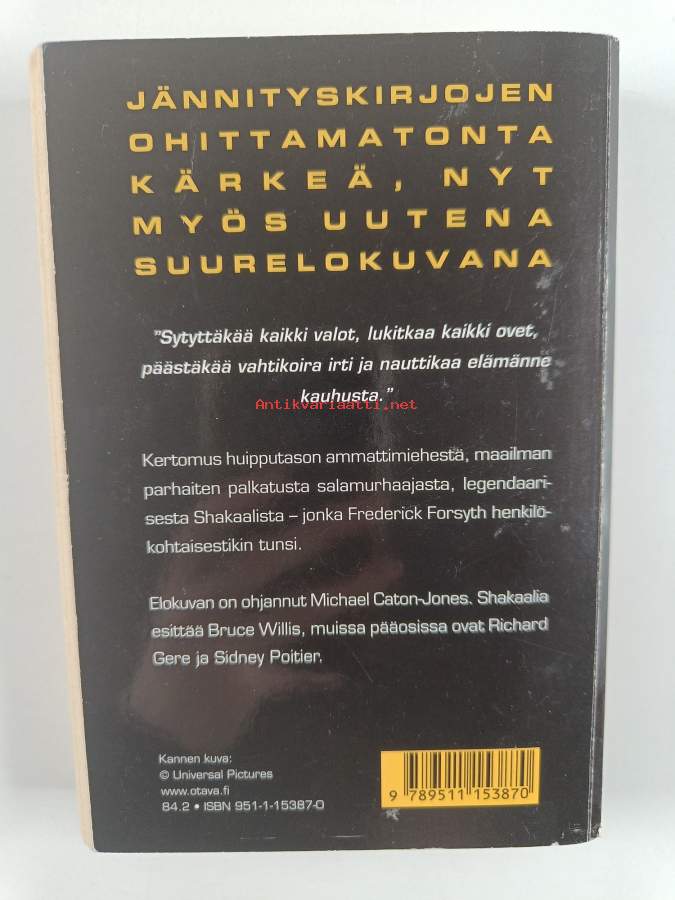 JÄNNITYSKIRJOJEN
OHITTAMATONTA
KÄRKEÄ, NYT
MYÖS UUTENA
SUURELOKUVANA
"Sytyttäkää kaikki valot, lukitkaa kaikki ovet,
päästäkää vahtikoira irti ja nauttikaa elämänne
kauhusta."
Antikvariaatti.net
Kertomus huipputason ammattimiehestä, maailman
parhaiten palkatusta salamurhaajasta, legendaari-
sesta Shakaalista – jonka Frederick Forsyth henkilö-
kohtaisestikin tunsi.
Elokuvan on ohjannut Michael Caton-Jones. Shakaalia
esittää Bruce Willis, muissa pääosissa ovat Richard
Gere ja Sidney Poitier.
Kannen kuva:
© Universal Pictures
www.otava.fi
84.2 • ISBN 951-1-15387-0
9 789511 153870